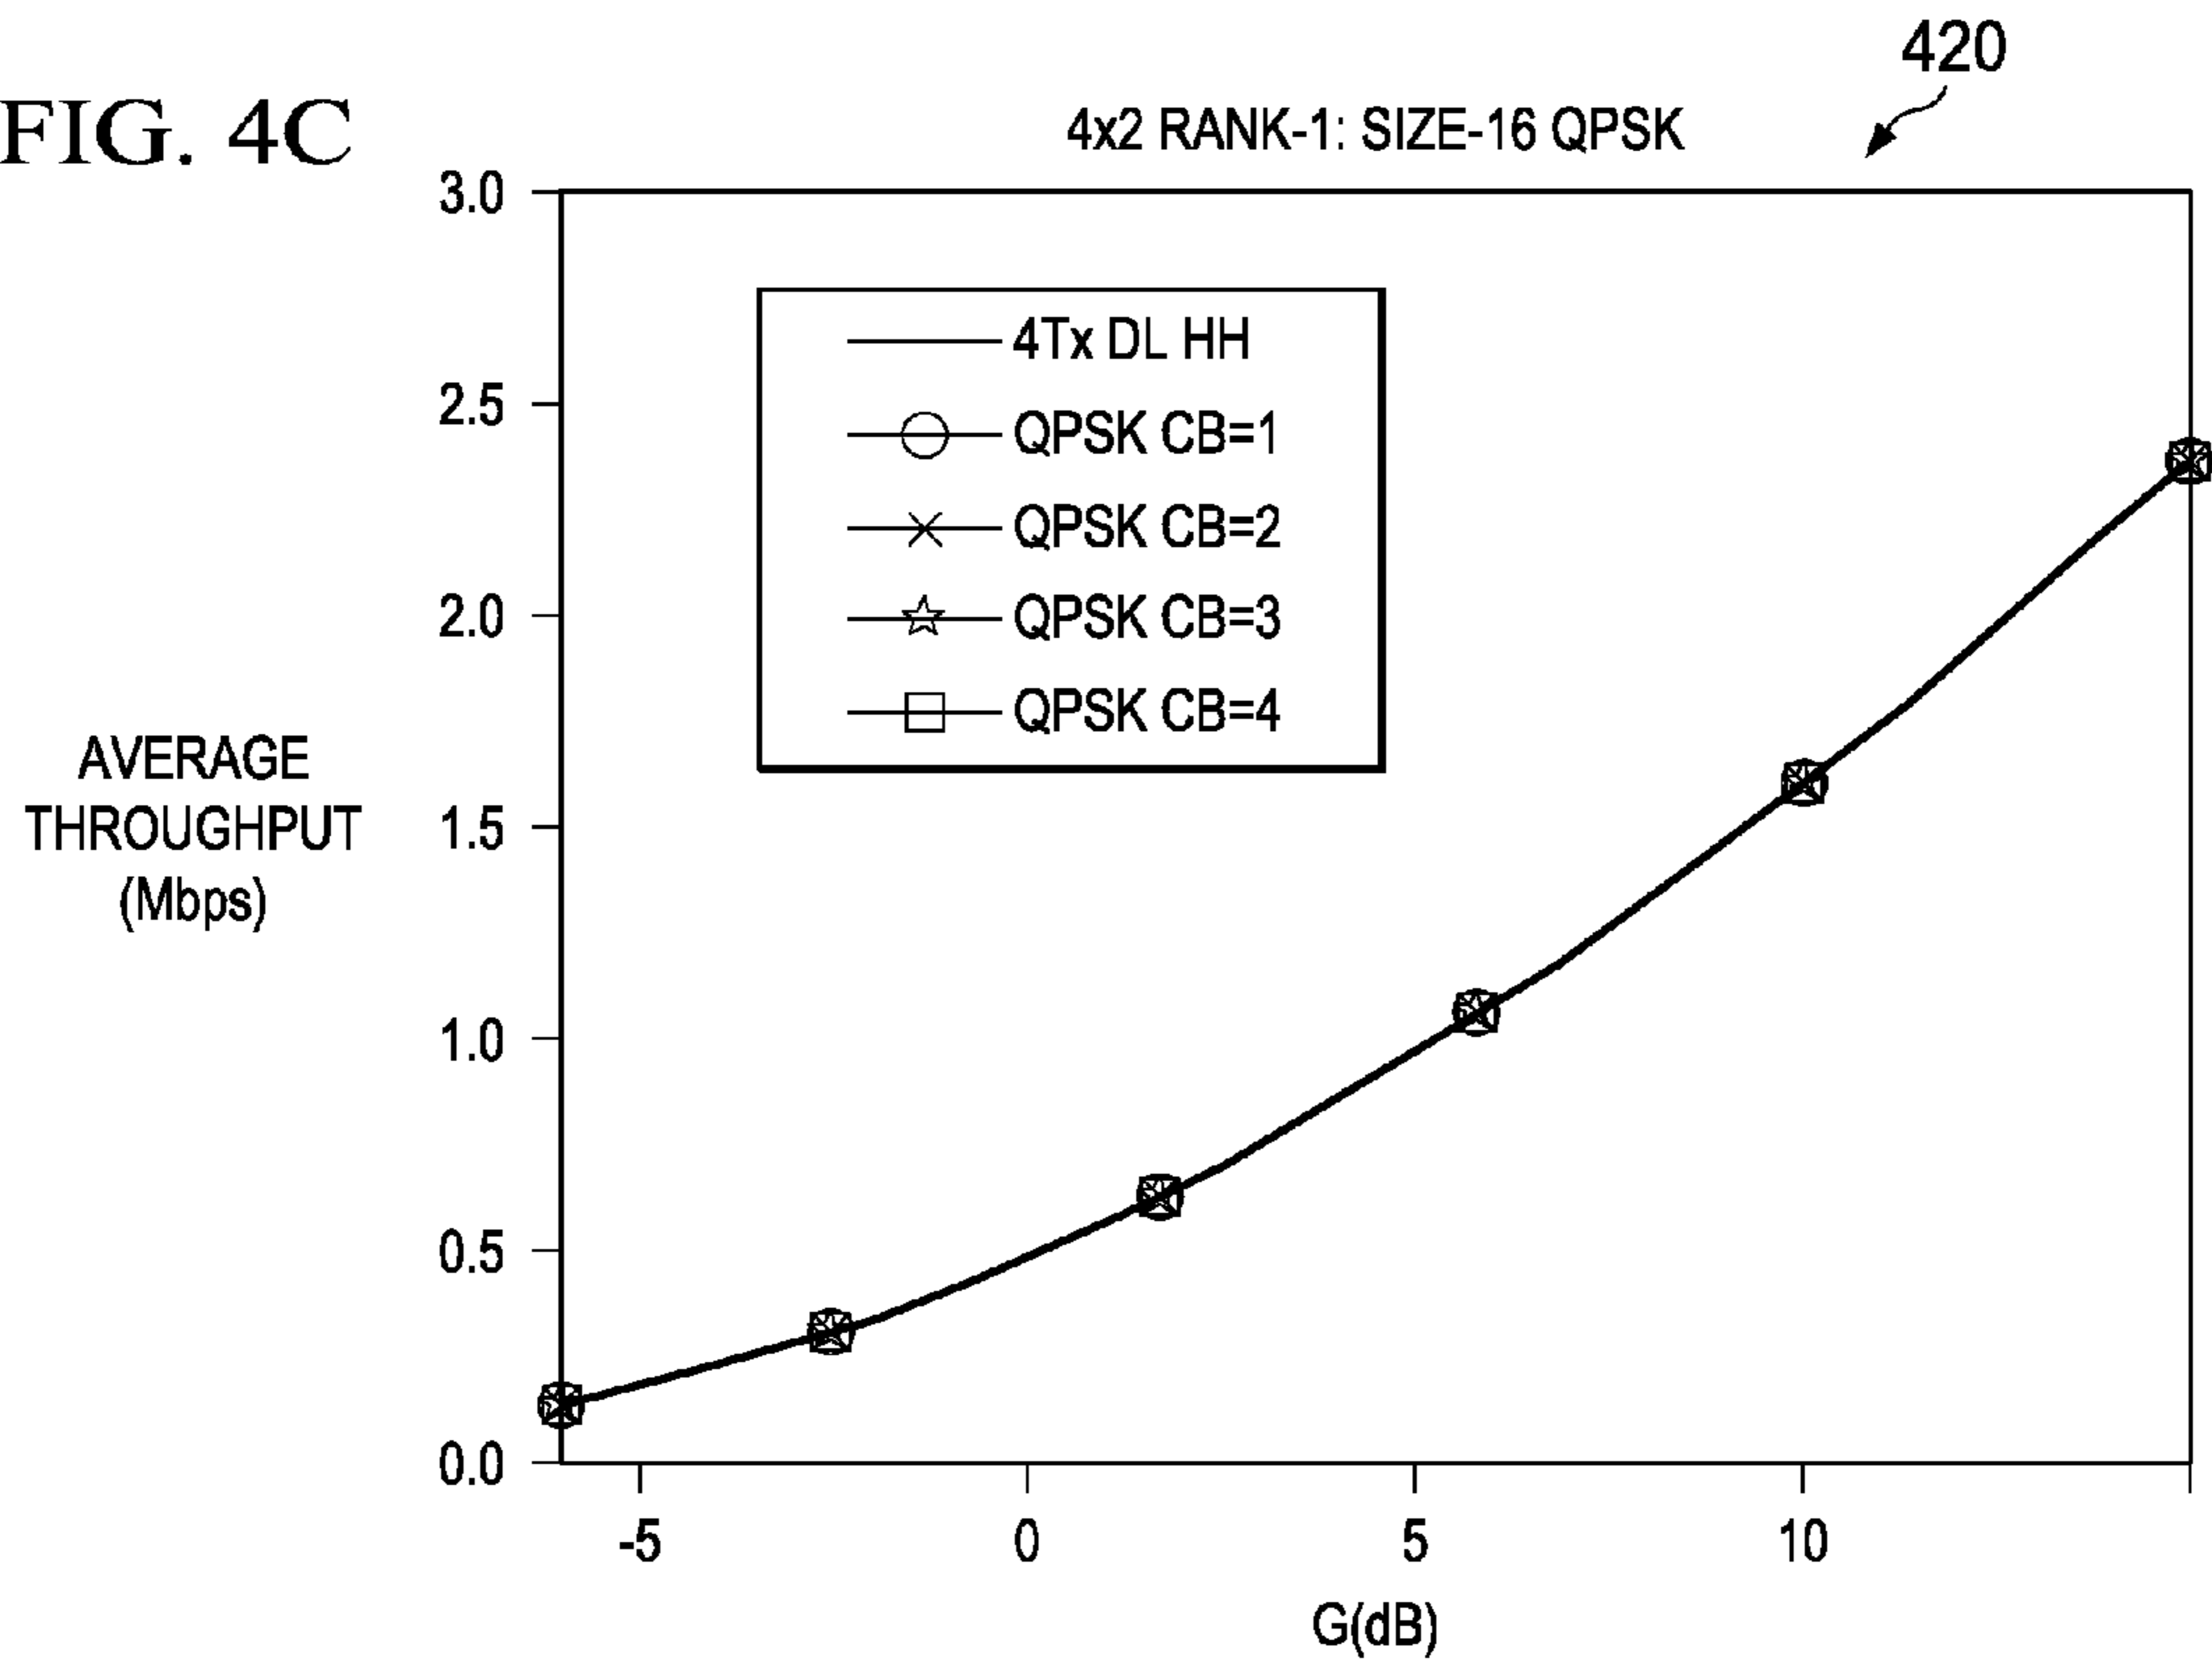 420
FIG. 4C
4x2 RANK-1: SIZE-16 QPSK
3.0
2.5
2.0
1.5
1.0
0.5
0.0
4Tx DL HH
QPSK CB=1
QPSK CB=2
QPSK CB=3
QPSK CB=4
AVERAGE
THROUGHPUT
(Mbps)
-5 0 5 10
G(dB)